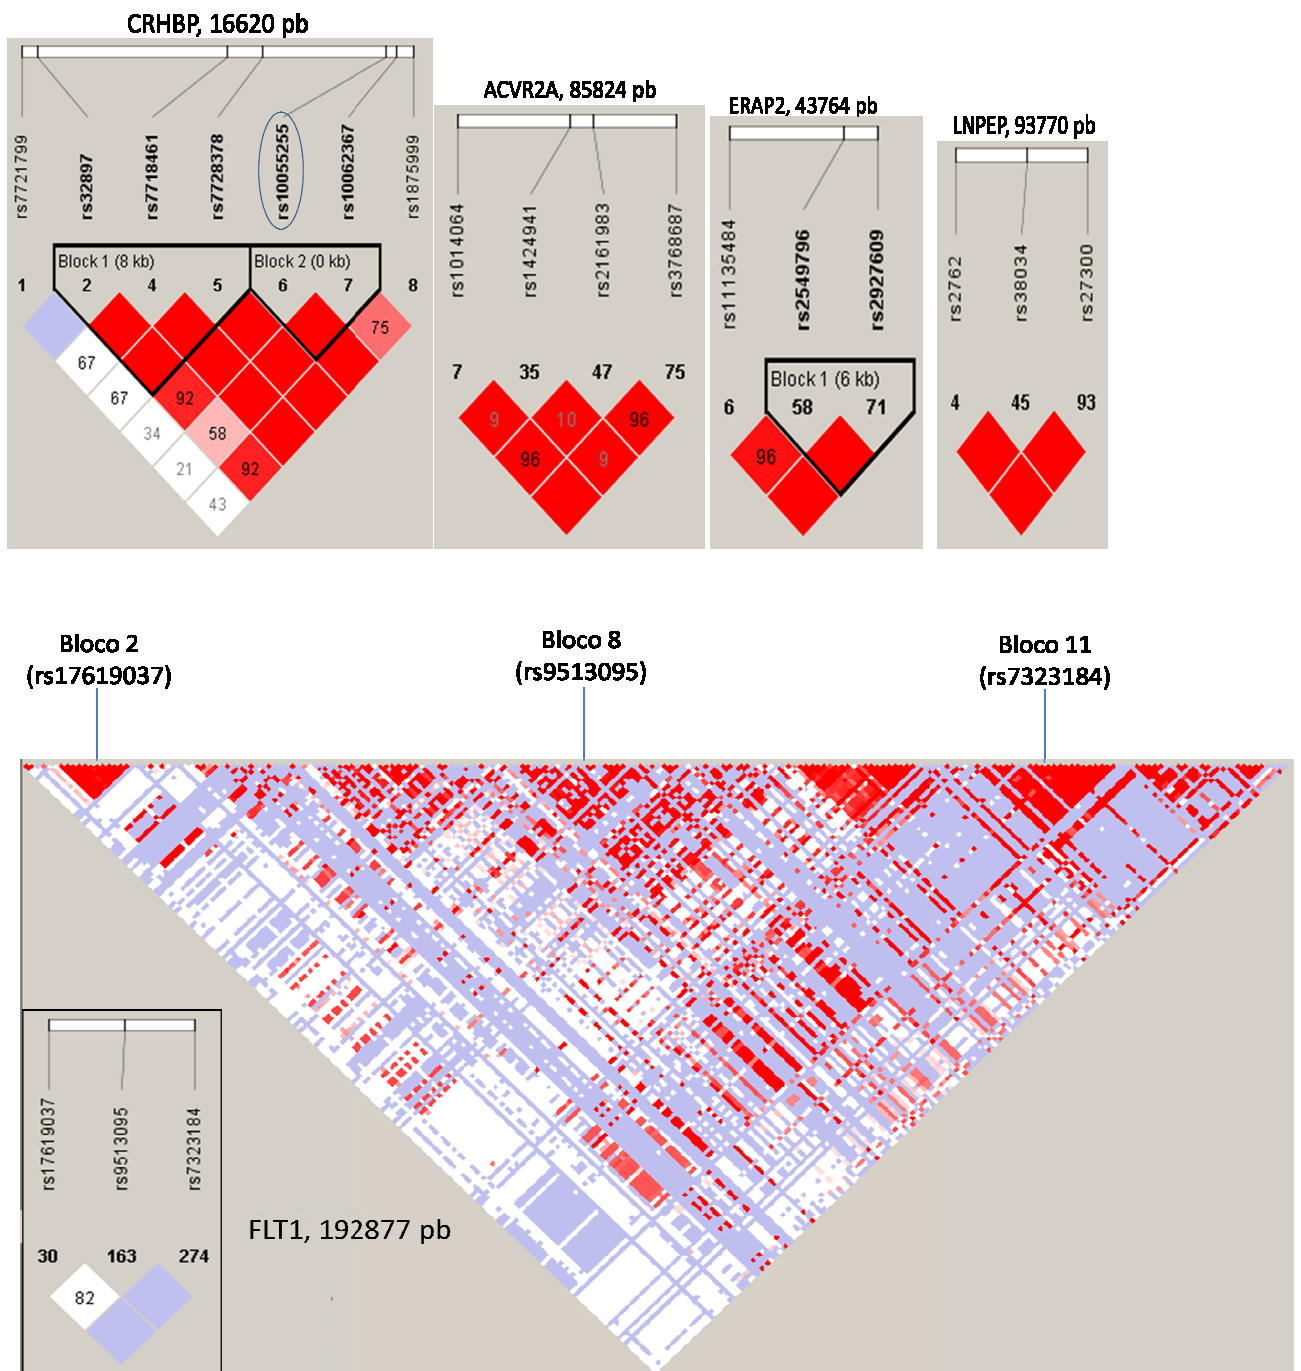 CRHBP, 16620 pb
rs7721799
rs32897
rs7718461
rs7728378
rs10055255
rs10062367
rs1875999
Block 1 (8 kb)
Block 2 (0 kb)
1 2 4 5 6 7 8
75
67
67
92
34
58
21
92
43
ACVR2A, 85824 pb
rs1014064
rs1424941
rs2161983
rs3768687
7 35 47 75
9 10 96
96 9
ERAP2, 43764 pb
rs11135484
rs2549796
rs2927609
Block 1 (6 kb)
6 58 71
96
LNPEP, 93770 pb
rs2762
rs38034
rs27300
4 45 93
Bloco 2
(rs17619037)
Bloco 8
(rs9513095)
Bloco 11
(rs7323184)
rs17619037
rs9513095
rs7323184
30 163 274
82
FLT1, 192877 pb